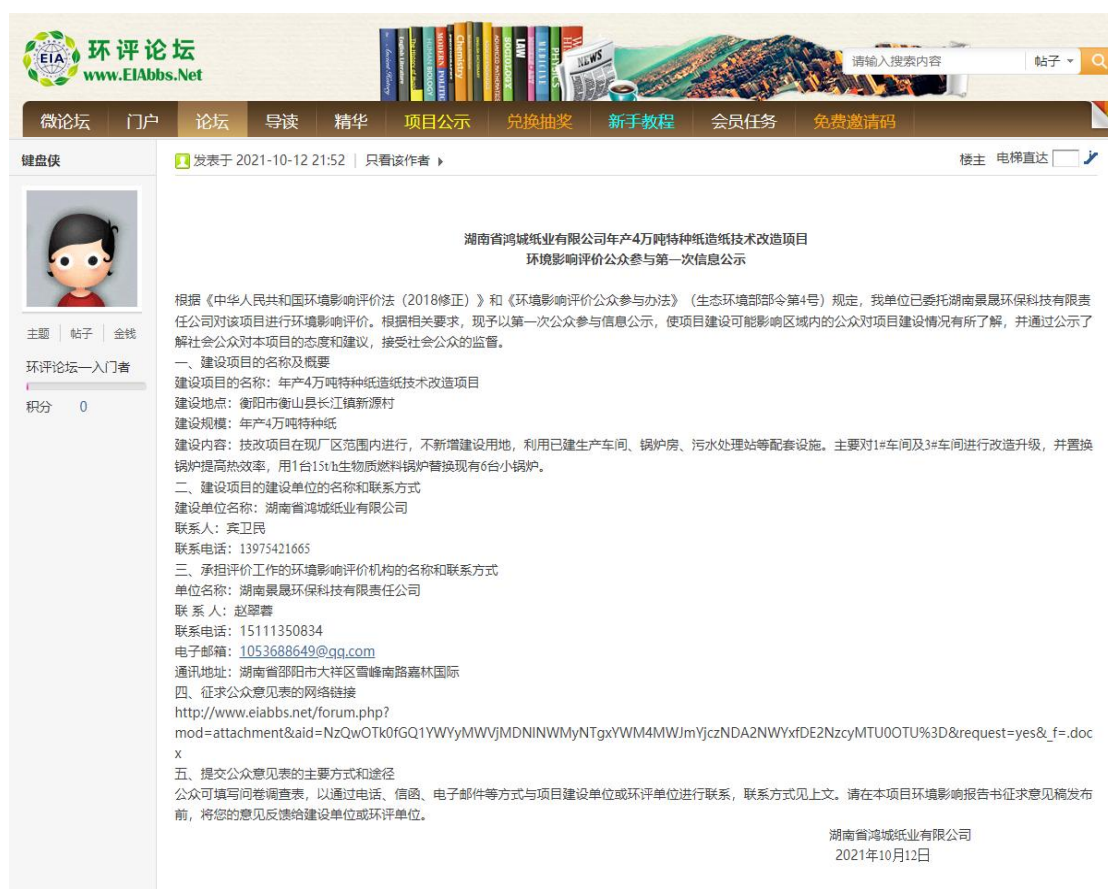 EIA
环评论坛
www.EIAbbs.Net
NEWS
请输入搜索内容
帖子
微论坛 门户 论坛 导读 精华 项目公示 兑换抽奖 新手教程 会员任务 免费邀请码
键盘侠
发表于 2021-10-12 21:52 | 只看该作者
楼主 电梯直达
主题 帖子 金钱
环评论坛—入门者
积分 0
湖南省鸿城纸业有限公司年产4万吨特种纸造纸技术改造项目
环境影响评价公众参与第一次信息公示
根据《中华人民共和国环境影响评价法（2018修正）》和《环境影响评价公众参与办法》（生态环境部部令第4号）规定，我单位已委托湖南景晟环保科技有限责
任公司对该项目进行环境影响评价。根据相关要求，现予以第一次公众参与信息公示，使项目建设可能影响区域内的公众对项目建设情况有所了解，并通过公示了
解社会公众对本项目的态度和建议，接受社会公众的监督。
一、建设项目的名称及概要
建设项目的名称：年产4万吨特种纸造纸技术改造项目
建设地点：衡阳市衡山县长江镇新源村
建设规模：年产4万吨特种纸
建设内容：技改项目在现厂区范围内进行，不新增建设用地，利用已建生产车间、锅炉房、污水处理站等配套设施。主要对1#车间及3#车间进行改造升级，并置换
锅炉提高热效率，用1台15t/h生物质燃料锅炉替换现有6台小锅炉。
二、建设项目的建设单位的名称和联系方式
建设单位名称：湖南省鸿城纸业有限公司
联系人：宾卫民
联系电话：13975421665
三、承担评价工作的环境影响评价机构的名称和联系方式
单位名称：湖南景晟环保科技有限责任公司
联 系 人：赵翠蓉
联系电话：15111350834
电子邮箱：1053688649@qq.com
通讯地址：湖南省邵阳市大祥区雪峰南路嘉林国际
四、征求公众意见表的网络链接
http://www.eiabbs.net/forum.php?
mod=attachment&aid=NzQwOTk0fGQ1YWYyMWVjMDNlNWMyNTgxYWM4MWJmYjczNDA2NWYxfDE2NzcyMTU0OTU%3D&request=yes&_f=.doc
x
五、提交公众意见表的主要方式和途径
公众可填写问卷调查表，以通过电话、信函、电子邮件等方式与项目建设单位或环评单位进行联系，联系方式见上文。请在本项目环境影响报告书征求意见稿发布
前，将您的意见反馈给建设单位或环评单位。
湖南省鸿城纸业有限公司
2021年10月12日